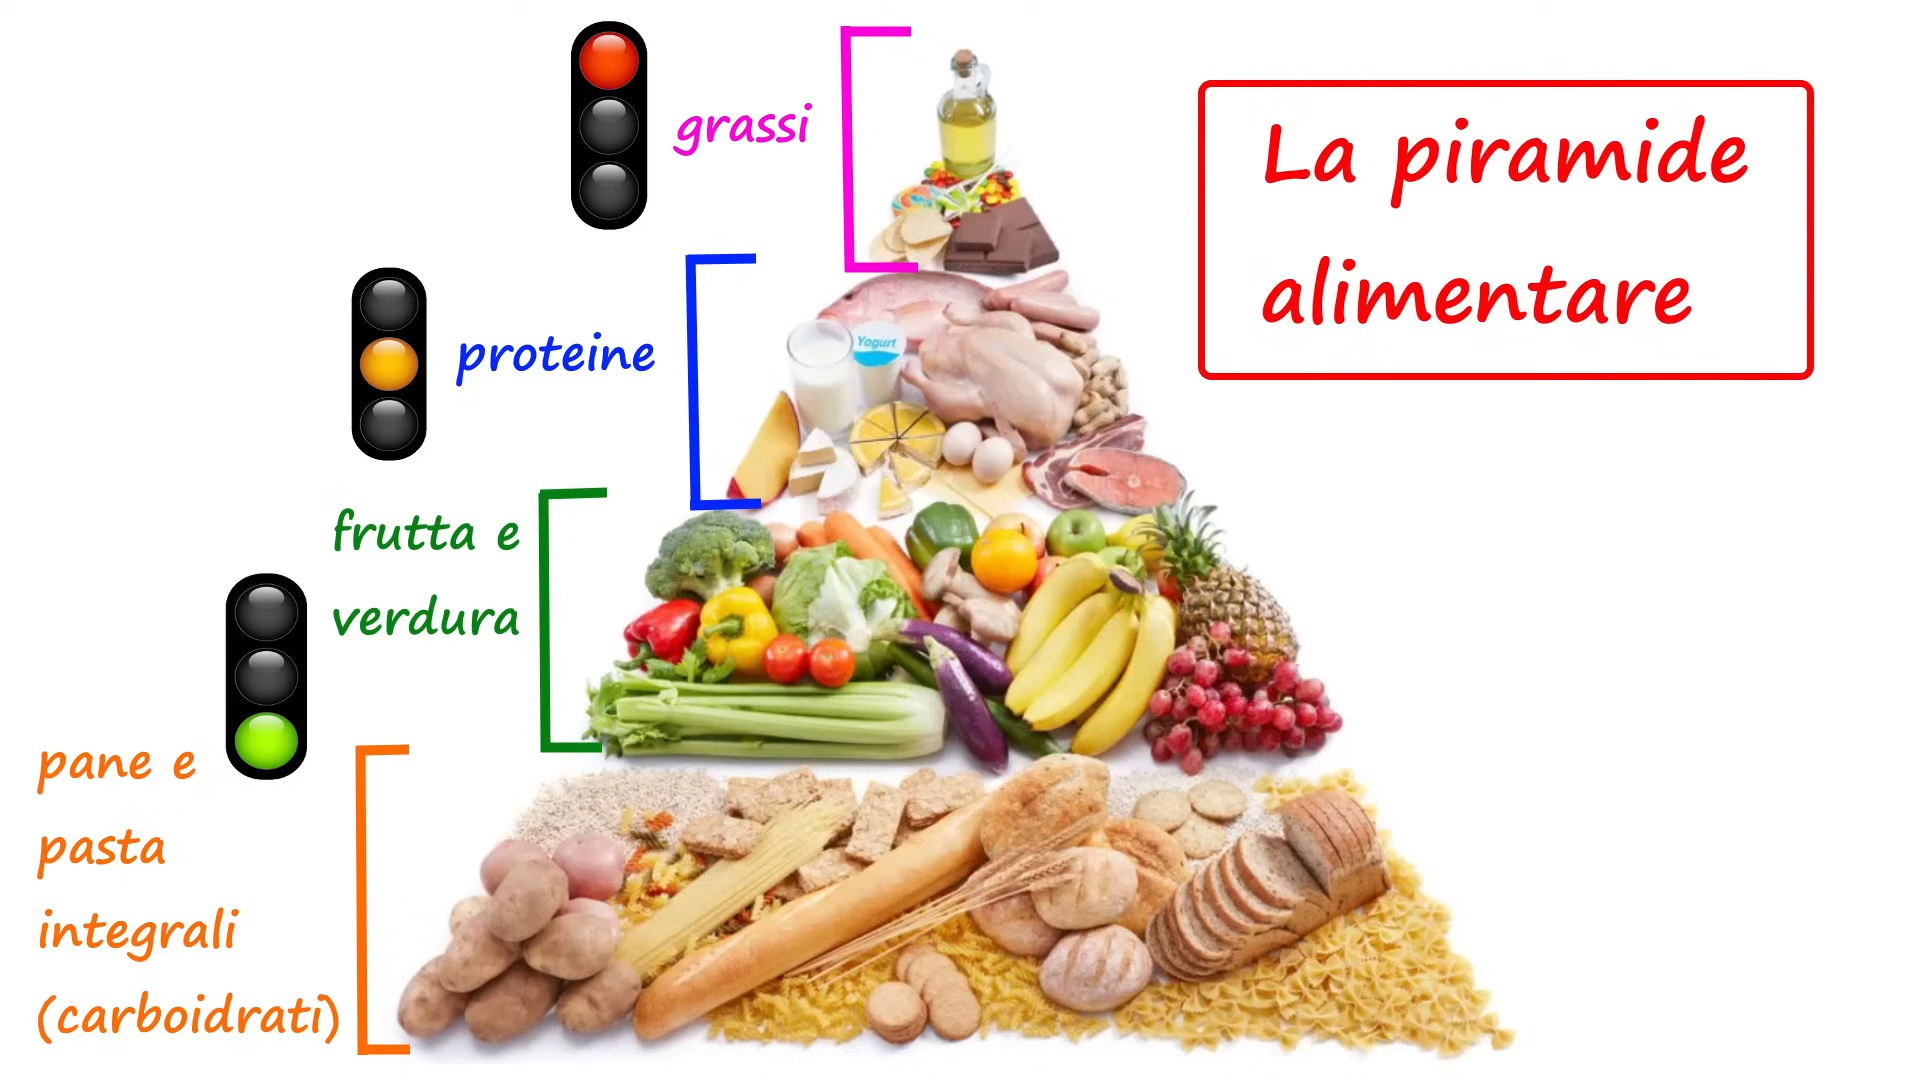 La piramide
alimentare
grassi
proteine
Yogurt
frutta e
verdura
pane e
pasta
integrali
(carboidrati)